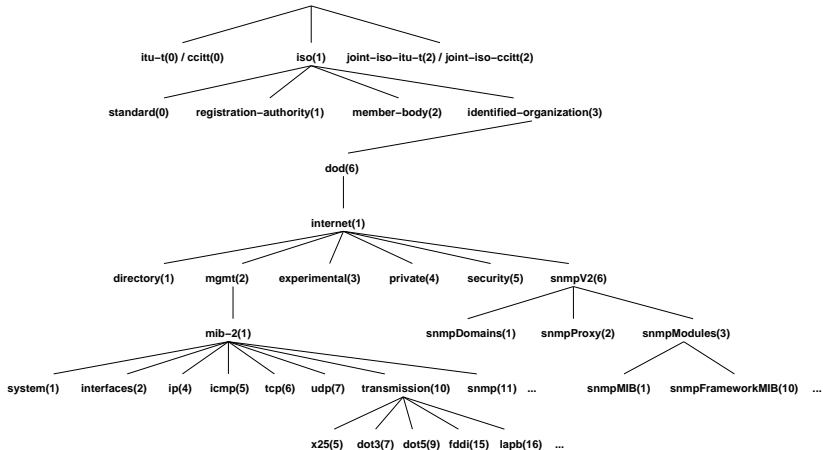 itu−t(0) / ccitt(0) iso(1) joint−iso−itu−t(2) / joint−iso−ccitt(2)
standard(0) registration−authority(1) member−body(2) identified−organization(3)
dod(6)
internet(1)
directory(1) mgmt(2) experimental(3) private(4) security(5) snmpV2(6)
mib−2(1) snmpDomains(1) snmpProxy(2) snmpModules(3)
system(1) interfaces(2) ip(4) icmp(5) tcp(6) udp(7) transmission(10) snmp(11) ... snmpMIB(1) snmpFrameworkMIB(10) ...
x25(5) dot3(7) dot5(9) fddi(15) lapb(16) ...